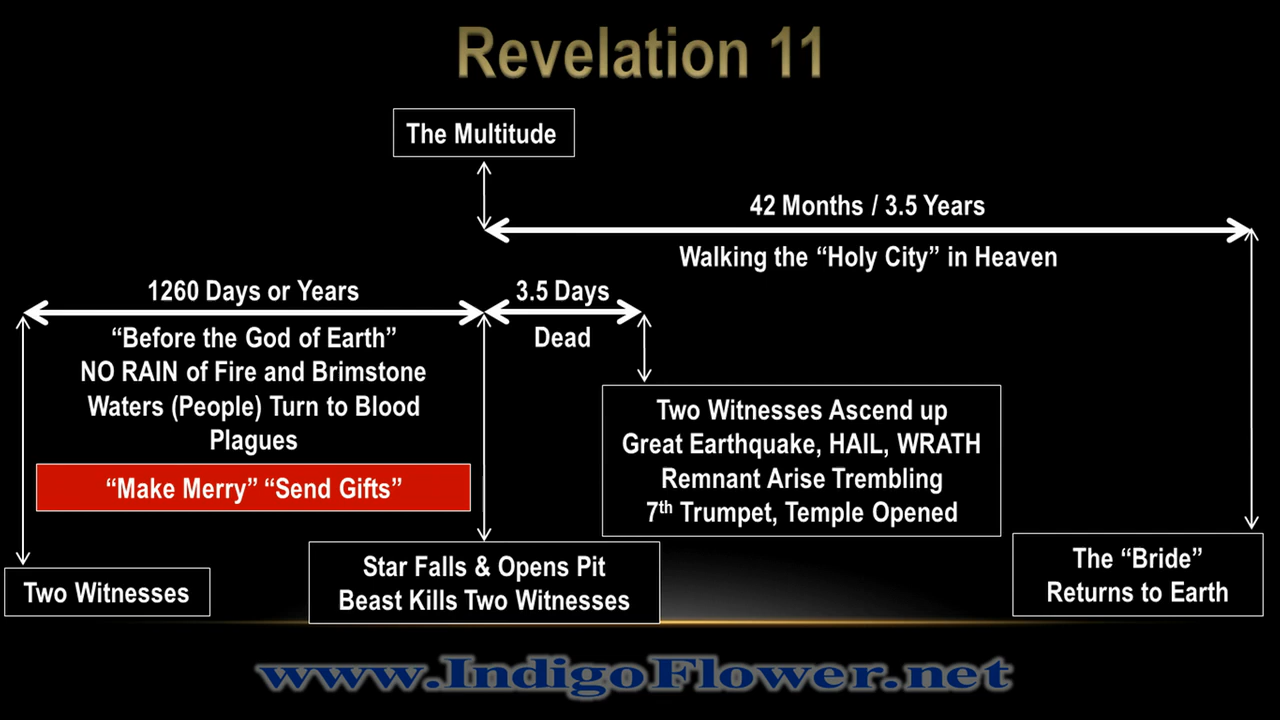 Revelation 11
The Multitude
42 Months / 3.5 Years
Walking the “Holy City” in Heaven
1260 Days or Years
“Before the God of Earth”
NO RAIN of Fire and Brimstone
Waters (People) Turn to Blood
Plagues
“Make Merry” “Send Gifts”
3.5 Days
Dead
Two Witnesses Ascend up
Great Earthquake, HAIL, WRATH
Remnant Arise Trembling
7th Trumpet, Temple Opened
Two Witnesses
Star Falls & Opens Pit
Beast Kills Two Witnesses
The “Bride”
Returns to Earth
www.IndigoFlower.net